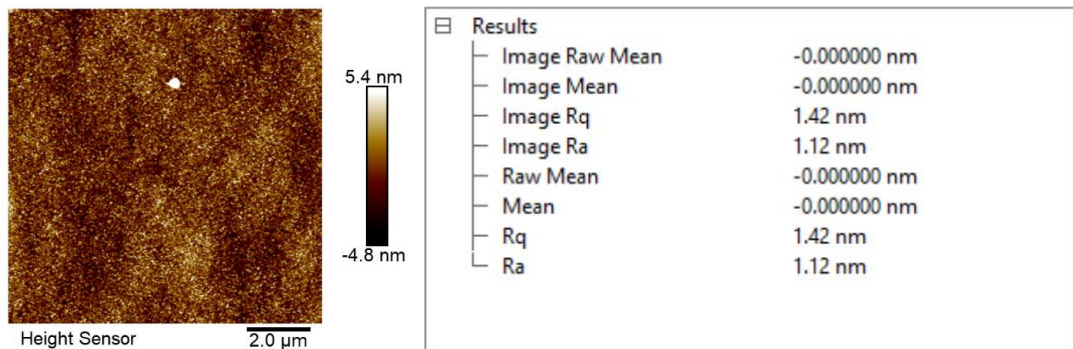 5.4 nm
-4.8 nm
Height Sensor
2.0 µm
Results
Image Raw Mean -0.000000 nm
Image Mean -0.000000 nm
Image Rq 1.42 nm
Image Ra 1.12 nm
Raw Mean -0.000000 nm
Mean -0.000000 nm
Rq 1.42 nm
Ra 1.12 nm